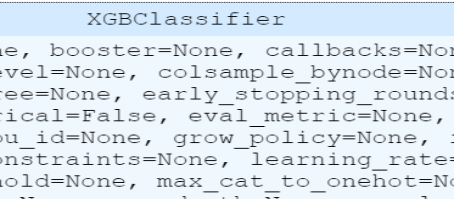 XGBClassifier
ne, booster=None, callbacks=Non
evel=None, colsample_bynode=Non
ree=None, early_stopping_rounds
rical=False, eval_metric=None,
ou_id=None, grow_policy=None,
onstraints=None, learning_rate=
hold=None, max_cat_to_onehot=No